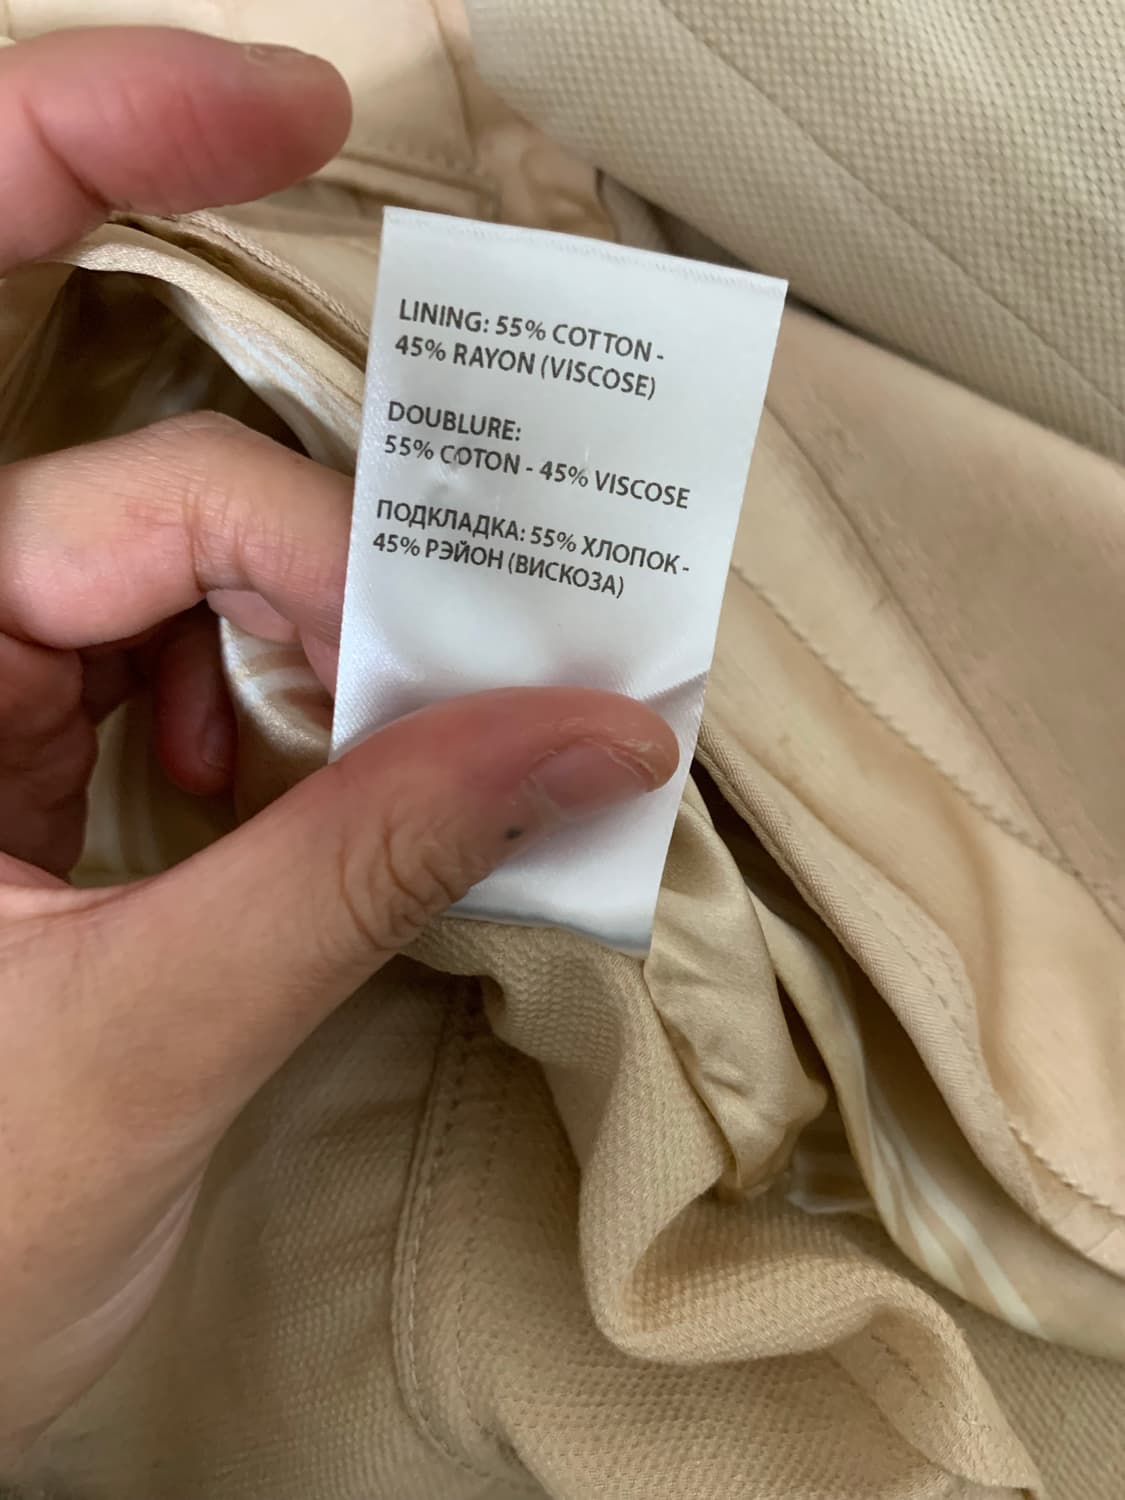 LINING: 55% COTTON -
45% RAYON (VISCOSE)
DOUBLURE:
55% COTON - 45% VISCOSE
ПОДКЛАДКА: 55% ХЛОПОК -
45% РЭЙОН (ВИСКОЗА)